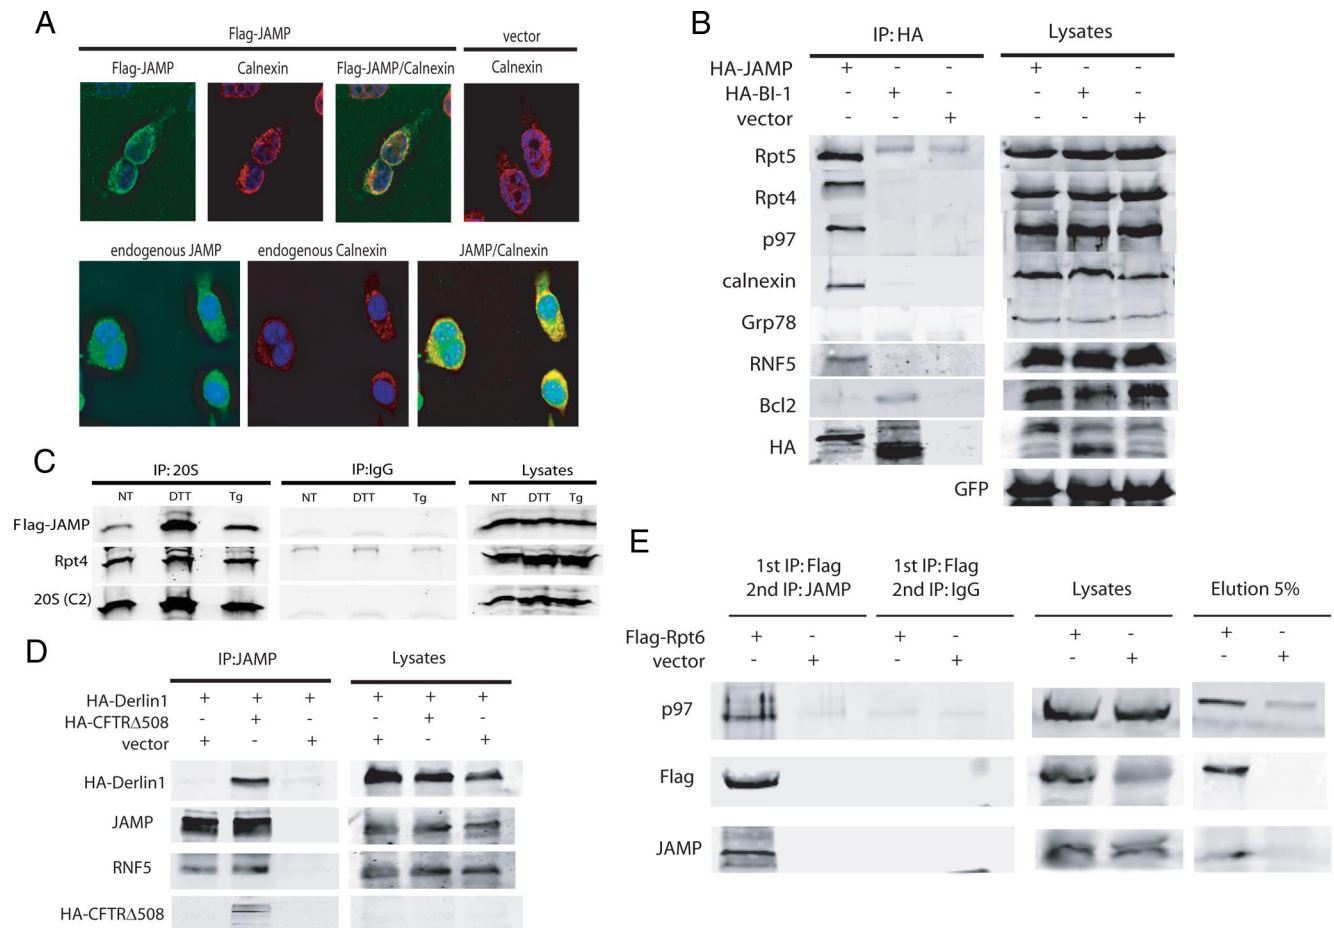 A
Flag-JAMP vector
Flag-JAMP Calnexin Flag-JAMP/Calnexin Calnexin
endogenous JAMP endogenous Calnexin JAMP/Calnexin
B
IP: HA Lysates
HA-JAMP + - - + - -
HA-BI-1 - + - - + -
vector - - + - - +
Rpt5
Rpt4
p97
calnexin
Grp78
RNF5
Bcl2
HA
GFP
C
IP: 20S IP:IgG Lysates
NT DTT Tg NT DTT Tg NT DTT Tg
Flag-JAMP
Rpt4
20S (C2)
D
IP:JAMP Lysates
HA-Derlin1 + + + + + +
HA-CFTRΔ508 - + - - + -
vector + - + + - +
HA-Derlin1
JAMP
RNF5
HA-CFTRΔ508
E
1st IP: Flag 1st IP: Flag
2nd IP: JAMP 2nd IP: IgG Lysates Elution 5%
Flag-Rpt6 + - + - + - + -
vector - + - + - + - +
p97
Flag
JAMP